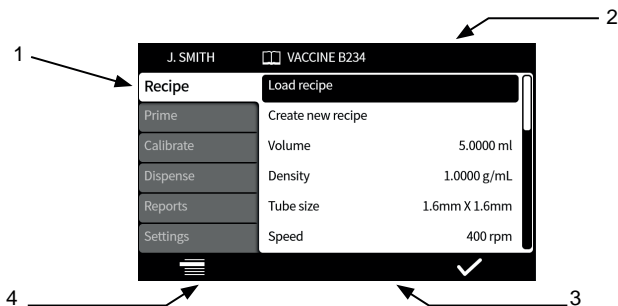 2
1
J. SMITH VACCINE B234
Recipe Load recipe
Prime Create new recipe
Calibrate Volume 5.0000 ml
Dispense Density 1.0000 g/mL
Reports Tube size 1.6mm X 1.6mm
Settings Speed 400 rpm
4 3